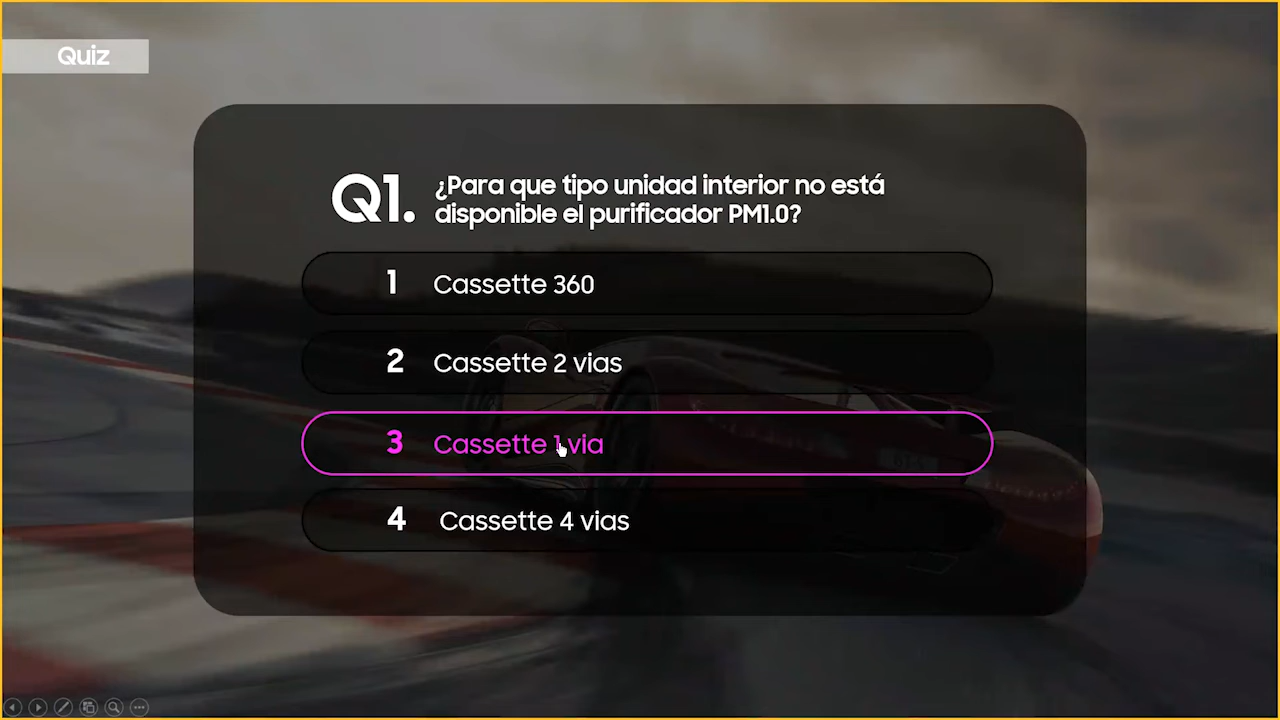 Quiz
Q1. ¿Para que tipo unidad interior no está
disponible el purificador PM1.0?
1 Cassette 360
2 Cassette 2 vias
3 Cassette 1 via
4 Cassette 4 vias